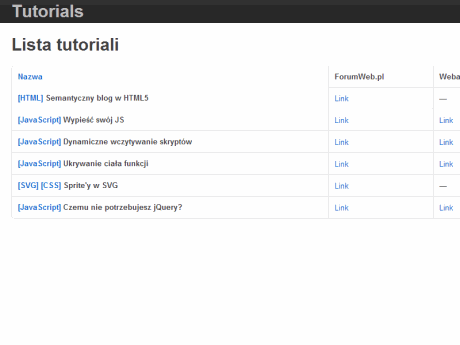 Tutorials
Lista tutoriali
Nazwa ForumWeb.pl Weba
[HTML] Semantyczny blog w HTML5 Link —
[JavaScript] Wypieść swój JS Link Link
[JavaScript] Dynamiczne wczytywanie skryptów Link Link
[JavaScript] Ukrywanie ciała funkcji Link Link
[SVG] [CSS] Sprite'y w SVG Link —
[JavaScript] Czemu nie potrzebujesz jQuery? Link Link